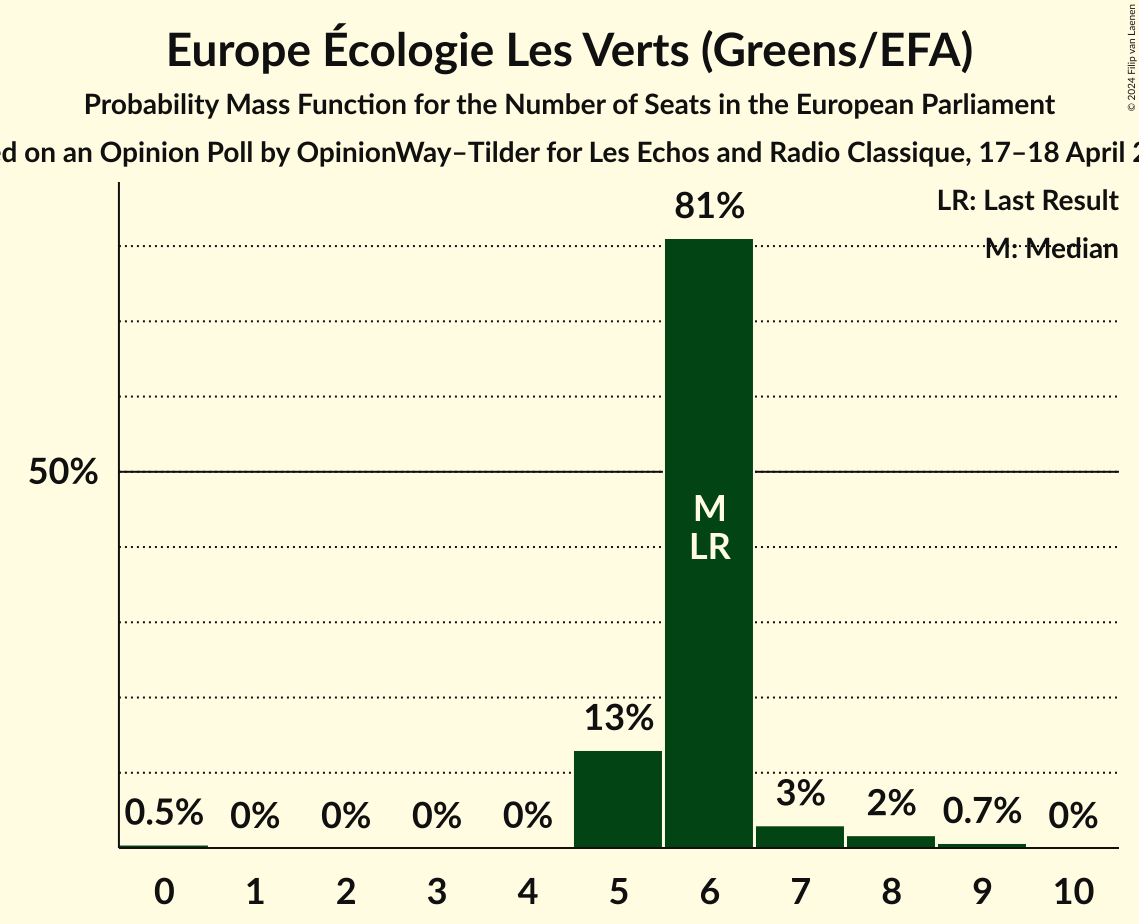 Europe Écologie Les Verts (Greens/EFA)
Probability Mass Function for the Number of Seats in the European Parliament
on an Opinion Poll by OpinionWay–Tilder for Les Echos and Radio Classique, 17–18 April
© 2024 Filip van Laenen
LR: Last Result
M: Median
81%
50%
M
LR
13%
0.5%
0%
0%
0%
0%
3%
2%
0.7%
0%
0 1 2 3 4 5 6 7 8 9 10